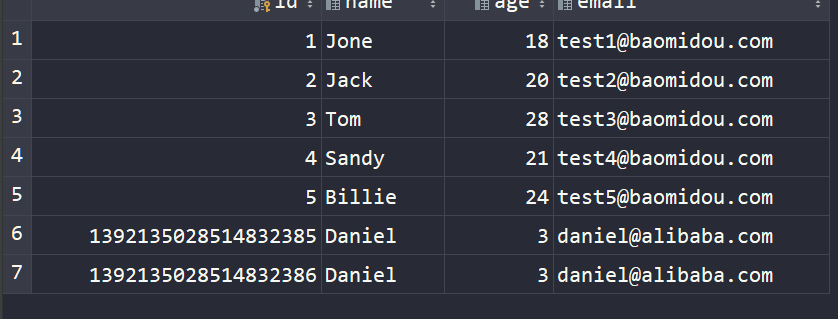 id name age email
1 1 Jone 18 test1@baomidou.com
2 2 Jack 20 test2@baomidou.com
3 3 Tom 28 test3@baomidou.com
4 4 Sandy 21 test4@baomidou.com
5 5 Billie 24 test5@baomidou.com
6 1392135028514832385 Daniel 3 daniel@alibaba.com
7 1392135028514832386 Daniel 3 daniel@alibaba.com